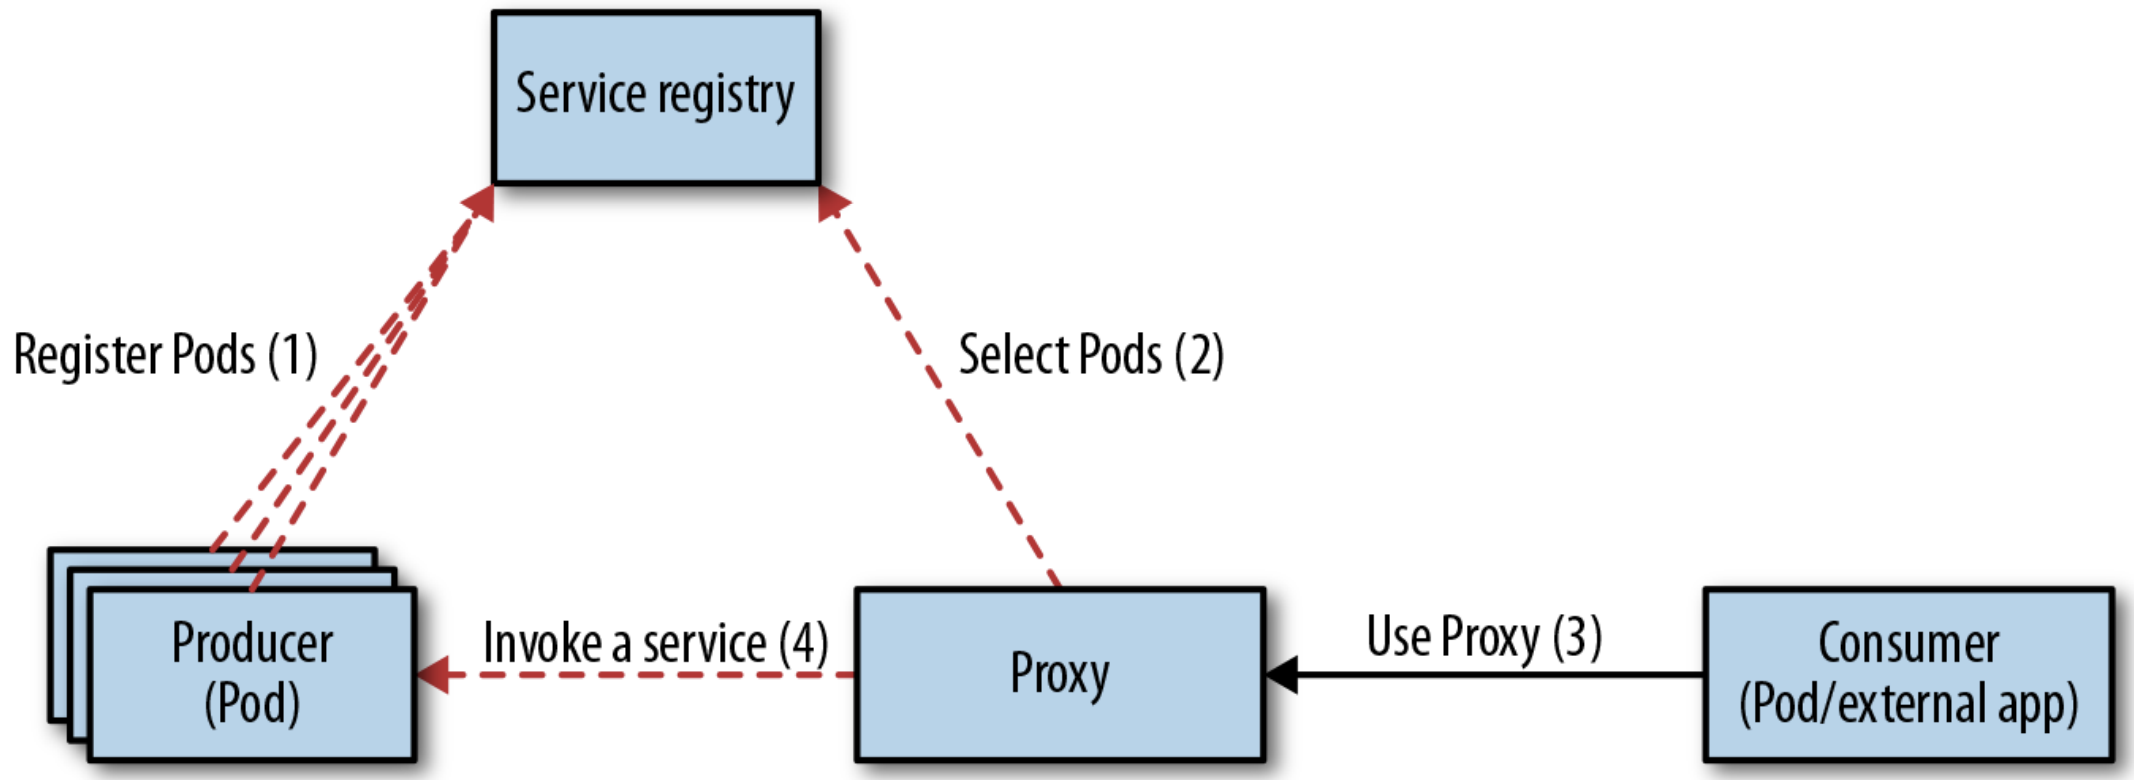 Service registry
Register Pods (1)
Select Pods (2)
Producer
(Pod)
Invoke a service (4)
Proxy
Use Proxy (3)
Consumer
(Pod/external app)